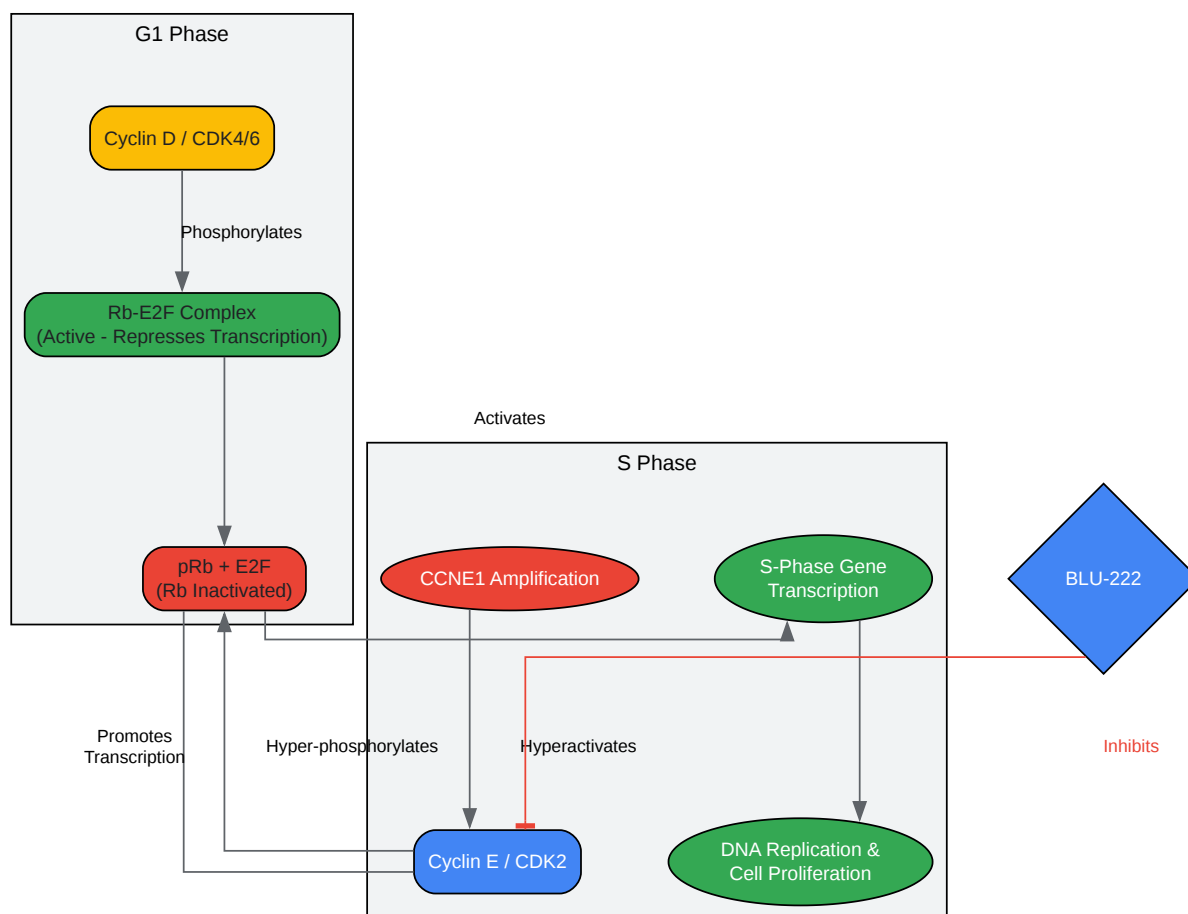 G1 Phase
Cyclin D / CDK4/6
Phosphorylates
Rb-E2F Complex
(Active - Represses Transcription)
Activates
S Phase
pRb + E2F
(Rb Inactivated)
CCNE1 Amplification
S-Phase Gene
Transcription
BLU-222
Promotes
Transcription
Hyper-phosphorylates
Hyperactivates
Inhibits
Cyclin E / CDK2
DNA Replication &
Cell Proliferation